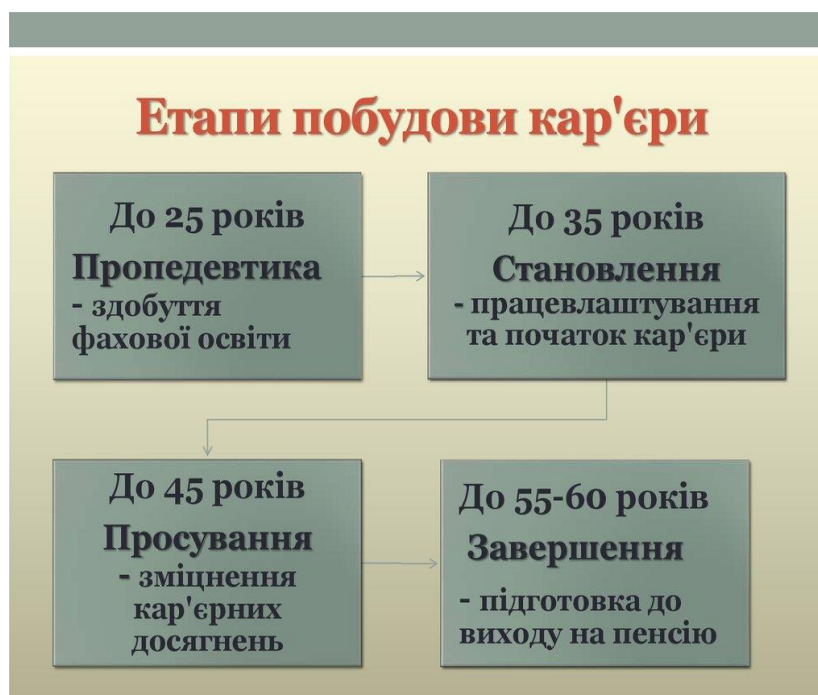 Етапи побудови кар'єри
До 25 років
Пропедевтика
- здобуття
фахової освіти
До 35 років
Становлення
- працевлаштування
та початок кар'єри
До 45 років
Просування
- зміцнення
кар'єрних
досягнень
До 55-60 років
Завершення
- підготовка до
виходу на пенсію